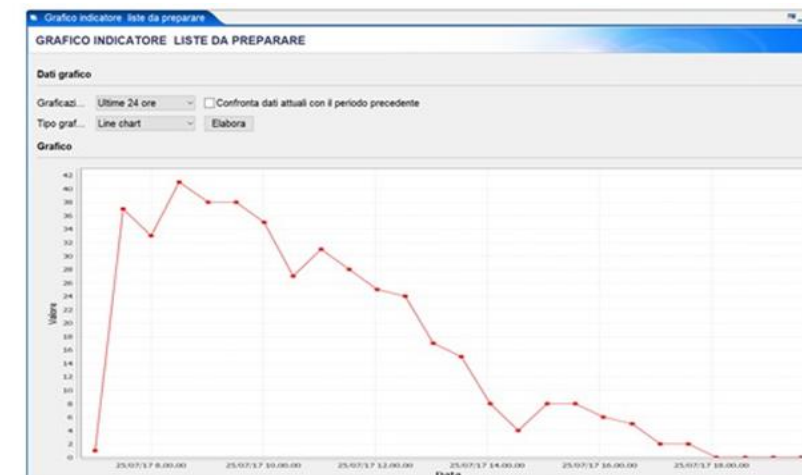 Grafico indicatore liste da preparare
GRAFICO INDICATORE LISTE DA PREPARARE
Dati grafico
Graficazi... Ultime 24 ore Confronta dati attuali con il periodo precedente
Tipo graf... Line chart Elabora
Grafico
42
40
38
36
34
32
30
28
26
24
22
20
18
16
14
12
10
8
6
4
2
0
Valore
25/07/17 8.00.00 25/07/17 10.00.00 25/07/17 12.00.00 25/07/17 14.00.00 25/07/17 16.00.00 25/07/17 18.00.00
Data